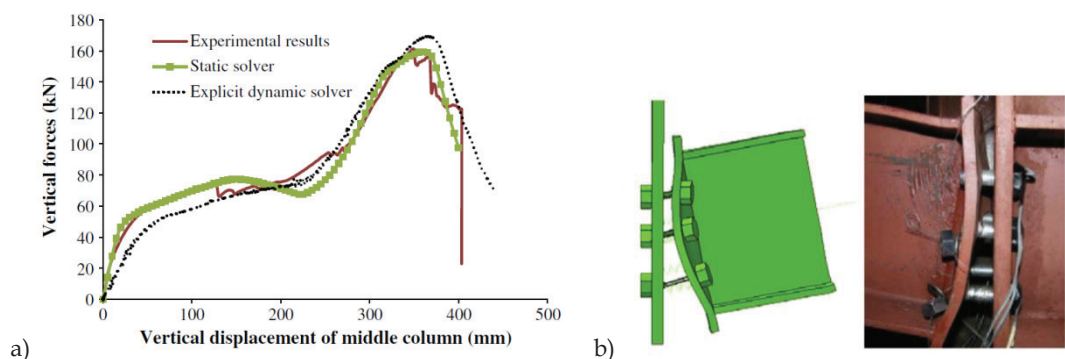 180
160
140
120
100
80
60
40
20
0
Vertical forces (kN)
Experimental results
Static solver
Explicit dynamic solver
0 100 200 300 400 500
Vertical displacement of middle column (mm)
a)
b)